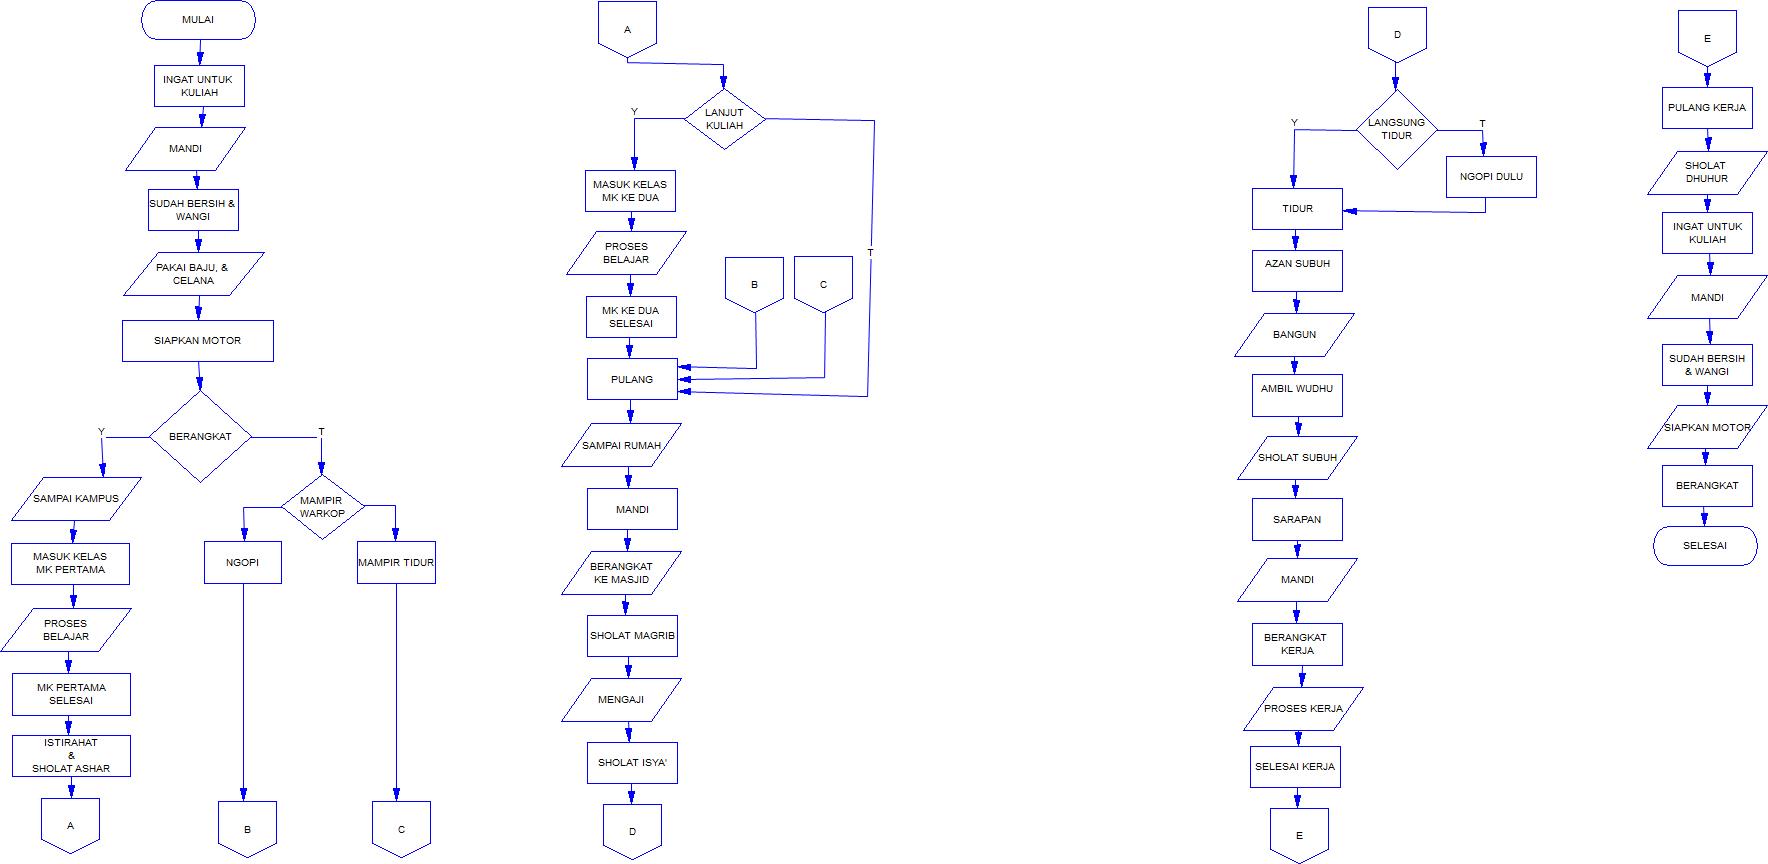 MULAI
INGAT UNTUK
KULIAH
MANDI
SUDAH BERSIH &
WANGI
PAKAI BAJU, &
CELANA
SIAPKAN MOTOR
BERANGKAT
Y
T
SAMPAI KAMPUS
MASUK KELAS
MK PERTAMA
PROSES
BELAJAR
MK PERTAMA
SELESAI
ISTIRAHAT
&
SHOLAT ASHAR
A
MAMPIR
WARKOP
NGOPI
MAMPIR TIDUR
B
C
A
LANJUT
KULIAH
Y
T
MASUK KELAS
MK KE DUA
PROSES
BELAJAR
MK KE DUA
SELESAI
B
C
PULANG
SAMPAI RUMAH
MANDI
BERANGKAT
KE MASJID
SHOLAT MAGRIB
MENGAJI
SHOLAT ISYA'
D
D
LANGSUNG
TIDUR
Y
T
NGOPI DULU
TIDUR
AZAN SUBUH
BANGUN
AMBIL WUDHU
SHOLAT SUBUH
SARAPAN
MANDI
BERANGKAT
KERJA
PROSES KERJA
SELESAI KERJA
E
E
PULANG KERJA
SHOLAT
DHUHUR
INGAT UNTUK
KULIAH
MANDI
SUDAH BERSIH
& WANGI
SIAPKAN MOTOR
BERANGKAT
SELESAI